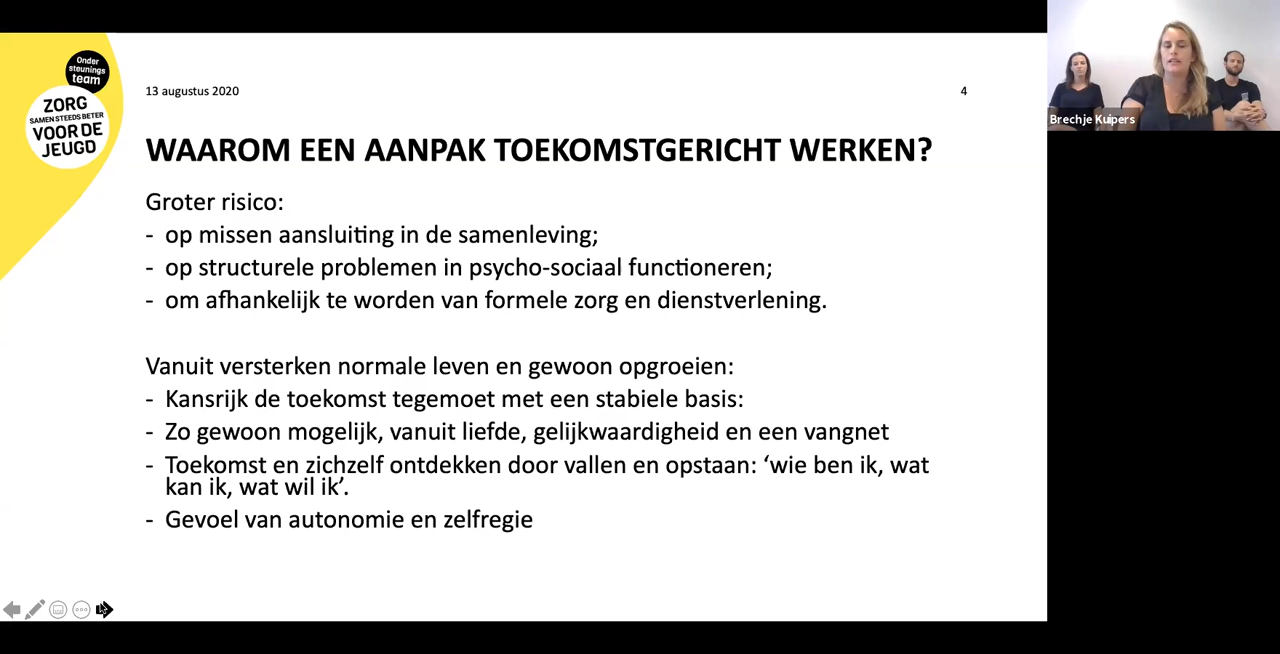 Onder
steunings
team
ZORG
SAMEN STEEDS BETER
VOOR DE
JEUGD
13 augustus 2020
4
WAAROM EEN AANPAK TOEKOMSTGERICHT WERKEN?
Groter risico:
- op missen aansluiting in de samenleving;
- op structurele problemen in psycho-sociaal functioneren;
- om afhankelijk te worden van formele zorg en dienstverlening.
Vanuit versterken normale leven en gewoon opgroeien:
- Kansrijk de toekomst tegemoet met een stabiele basis:
- Zo gewoon mogelijk, vanuit liefde, gelijkwaardigheid en een vangnet
- Toekomst en zichzelf ontdekken door vallen en opstaan: ‘wie ben ik, wat
kan ik, wat wil ik’.
- Gevoel van autonomie en zelfregie
Brechje Kuipers